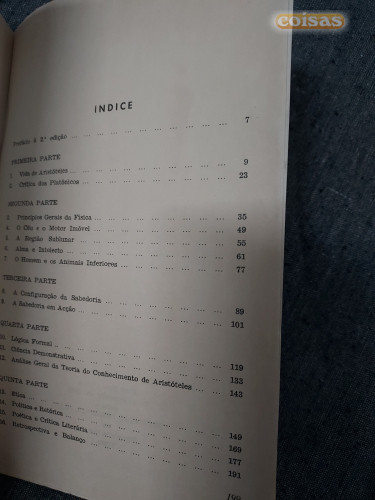 coisas
ÍNDICE
Prefácio à 2.ª edição ... 7
PRIMEIRA PARTE
1. Vida de Aristóteles ... 9
2. Crítica dos Platónicos ... 23
SEGUNDA PARTE
3. Princípios Gerais da Física ... 35
4. O Céu e o Motor Imóvel ... 49
5. A Região Sublunar ... 55
6. Alma e Intelecto ... 61
7. O Homem e os Animais Inferiores ... 77
TERCEIRA PARTE
8. A Configuração da Sabedoria ... 89
9. A Sabedoria em Acção ... 101
QUARTA PARTE
10. Lógica Formal ... 119
11. Ciência Demonstrativa ... 133
12. Análise Geral da Teoria do Conhecimento de Aristóteles ... 143
QUINTA PARTE
13. Ética ... 149
14. Política e Retórica ... 169
15. Poética e Crítica Literária ... 177
16. Retrospectiva e Balanço ... 191